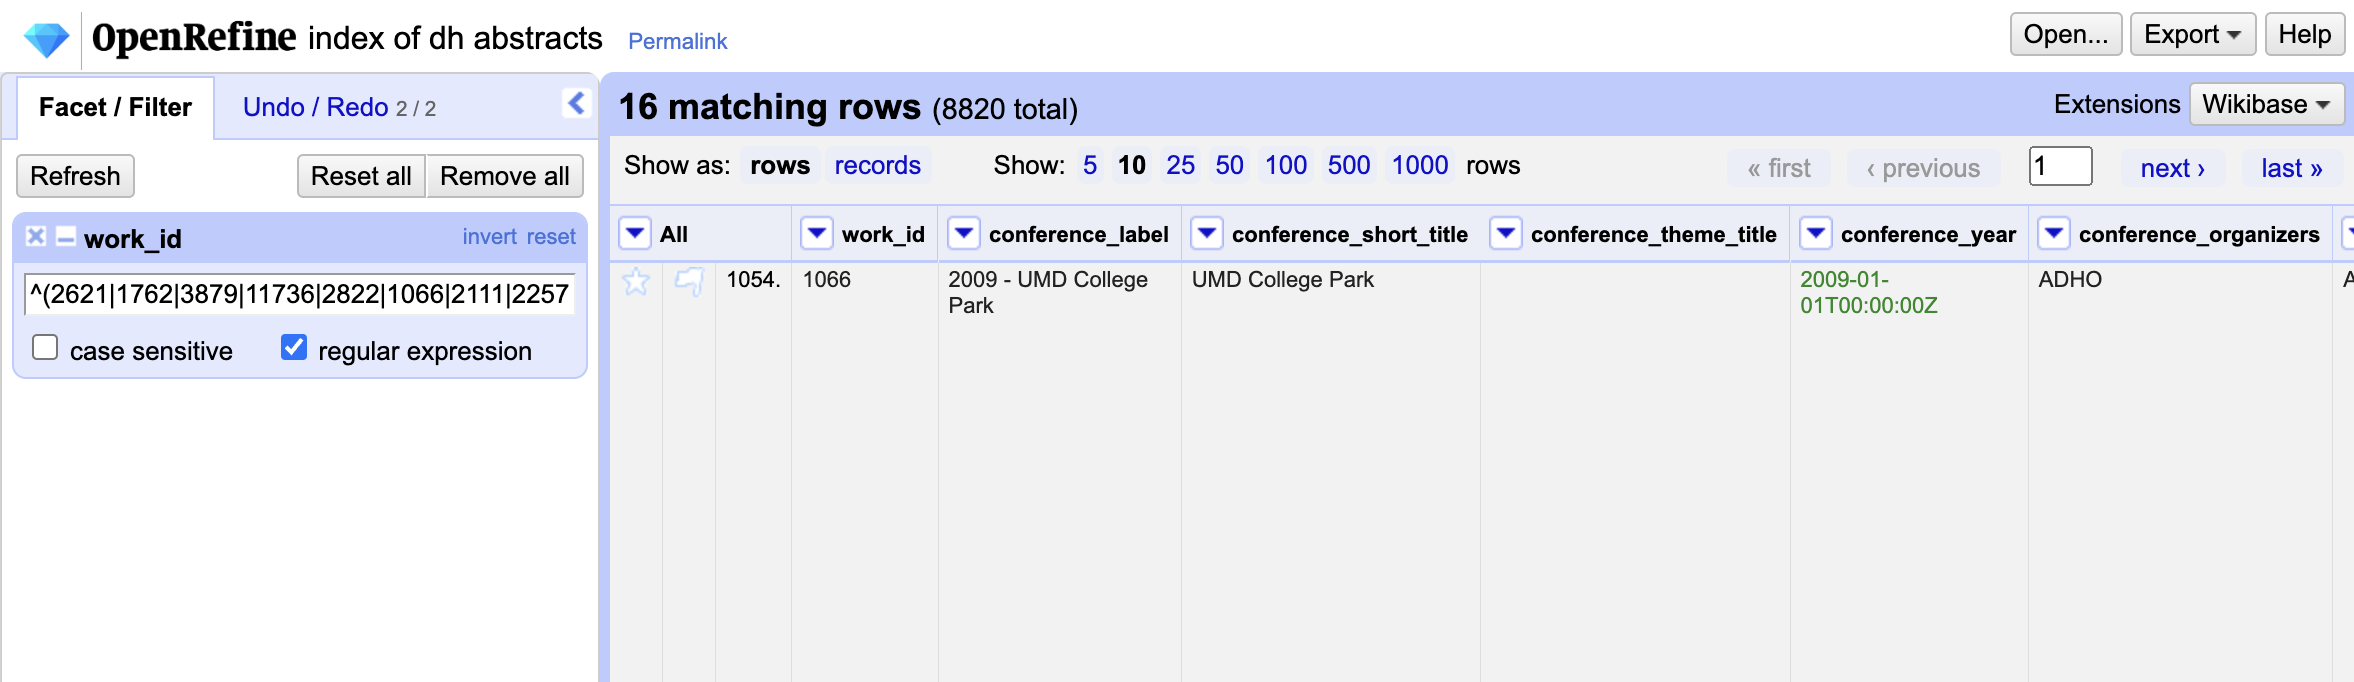 OpenRefine index of dh abstracts Permalink
Open... Export Help
Facet / Filter Undo / Redo 2 / 2
16 matching rows (8820 total)
Extensions Wikibase
Refresh Reset all Remove all
Show as: rows records Show: 5 10 25 50 100 500 1000 rows
« first ‹ previous 1 next › last »
work_id invert reset
^(2621|1762|3879|11736|2822|1066|2111|2257
case sensitive regular expression
All work_id conference_label conference_short_title conference_theme_title conference_year conference_organizers
1054. 1066 2009 - UMD College Park UMD College Park 2009-01-01T00:00:00Z ADHO A